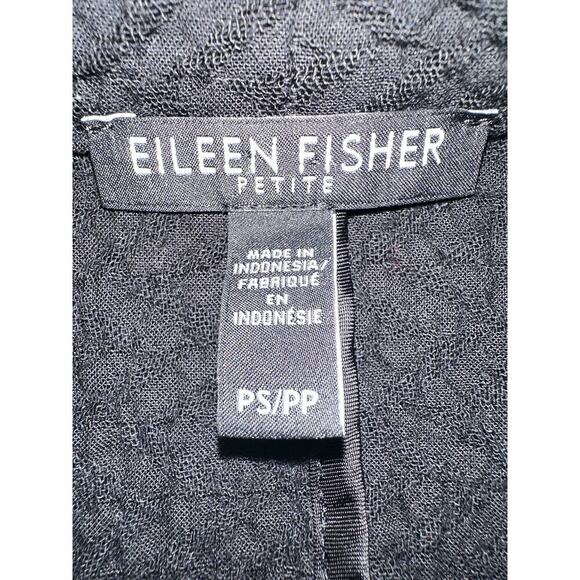 EILEEN FISHER
PETITE
MADE IN
INDONESIA/
FABRIQUÉ
EN
INDONÉSIE
PS/PP